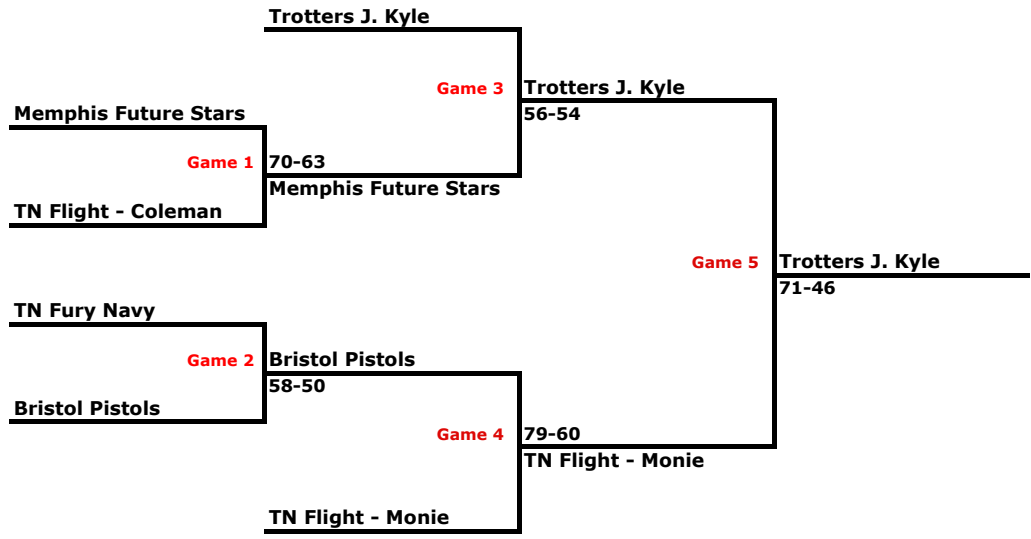 Trotters J. Kyle
Game 3
Trotters J. Kyle
56-54
Memphis Future Stars
Game 1
70-63
Memphis Future Stars
TN Flight - Coleman
Game 5
Trotters J. Kyle
71-46
TN Fury Navy
Game 2
Bristol Pistols
58-50
Bristol Pistols
Game 4
79-60
TN Flight - Monie
TN Flight - Monie